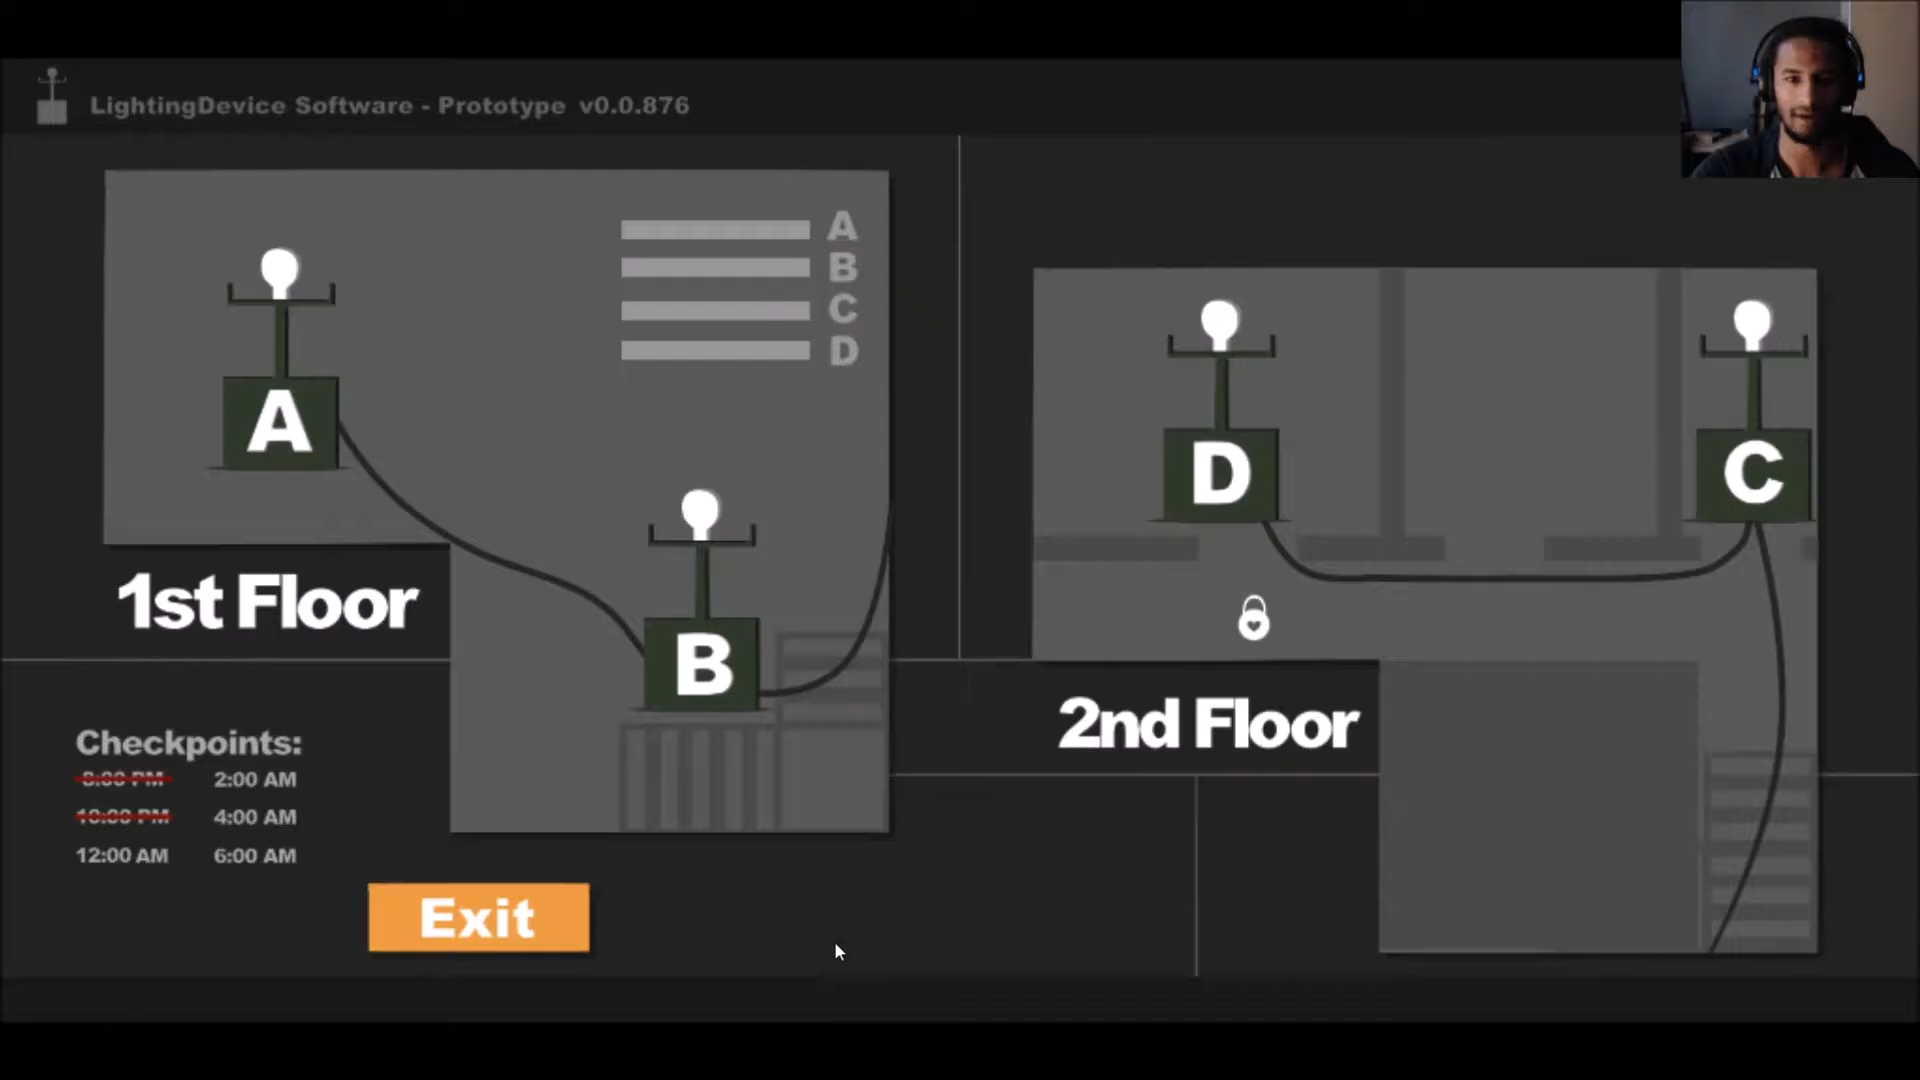 LightingDevice Software - Prototype v0.0.876
A
B
C
D
A
B
1st Floor
D
C
2nd Floor
Checkpoints:
8:00 PM 2:00 AM
10:00 PM 4:00 AM
12:00 AM 6:00 AM
Exit